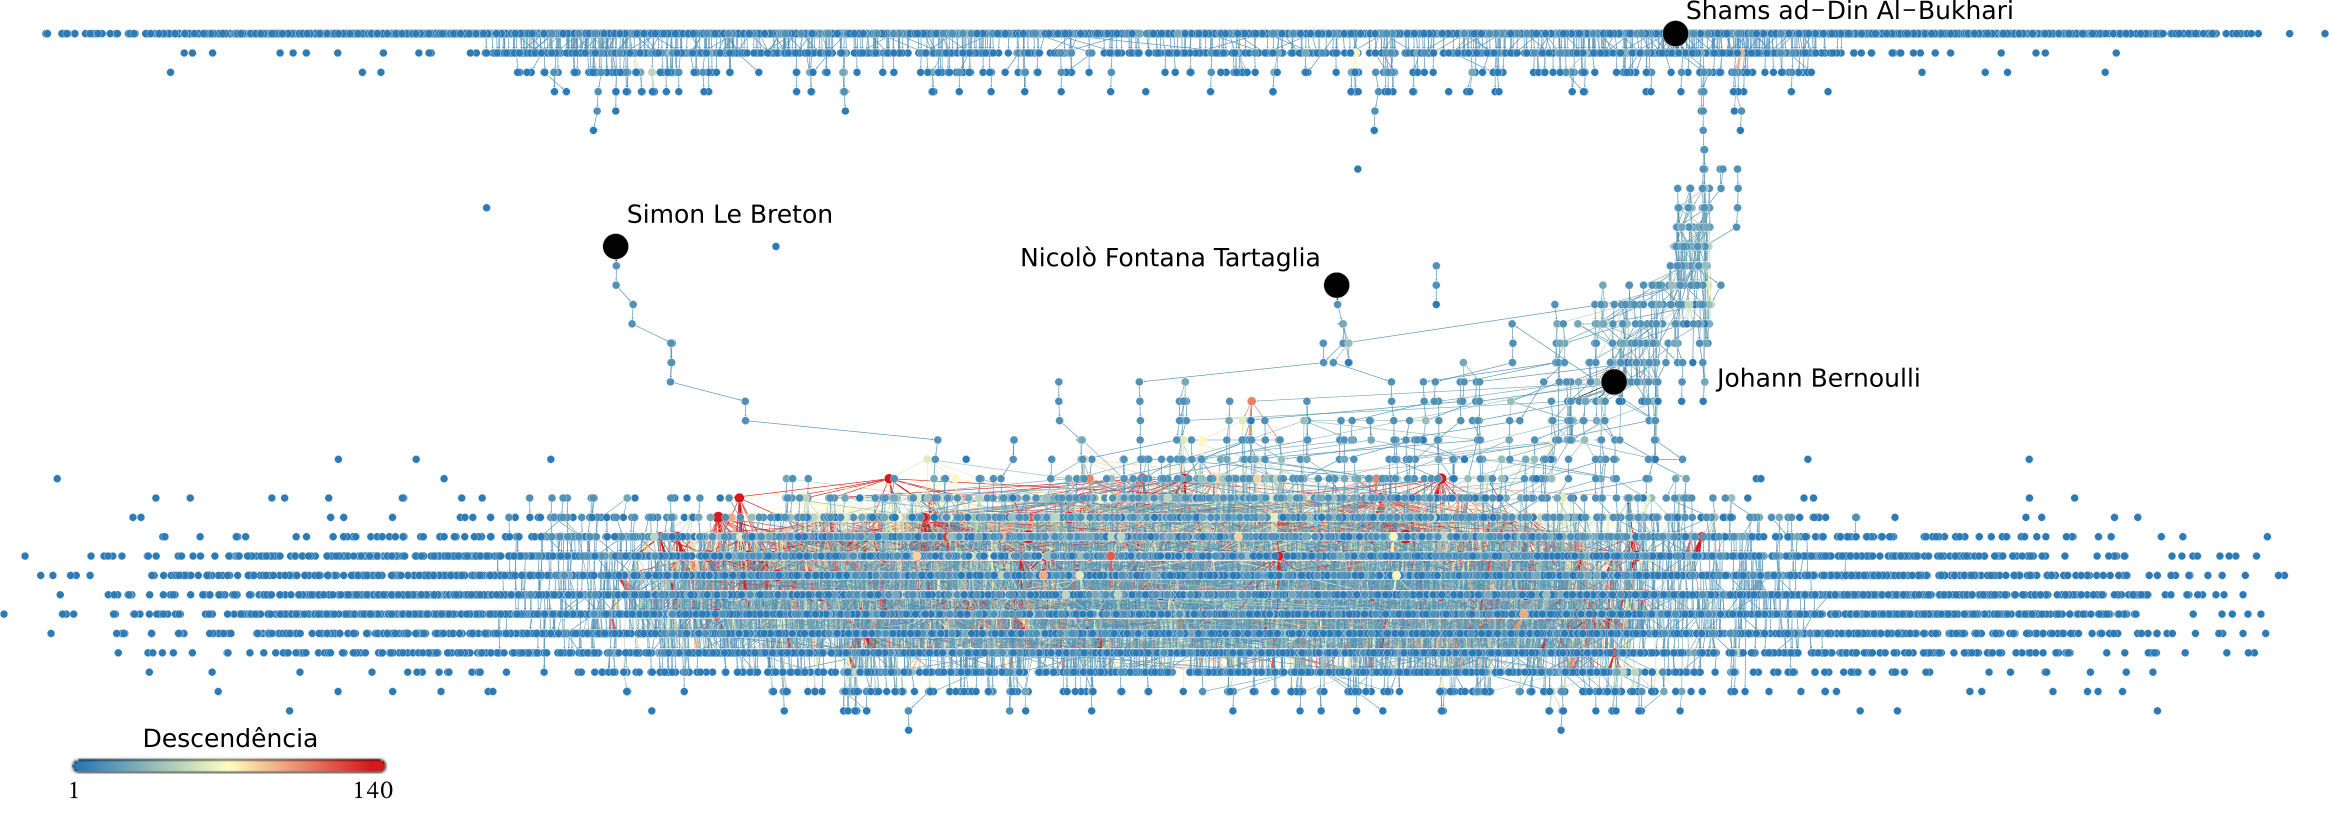 Shams ad−Din Al−Bukhari
Simon Le Breton
Nicolò Fontana Tartaglia
Johann Bernoulli
Descendência
1 140